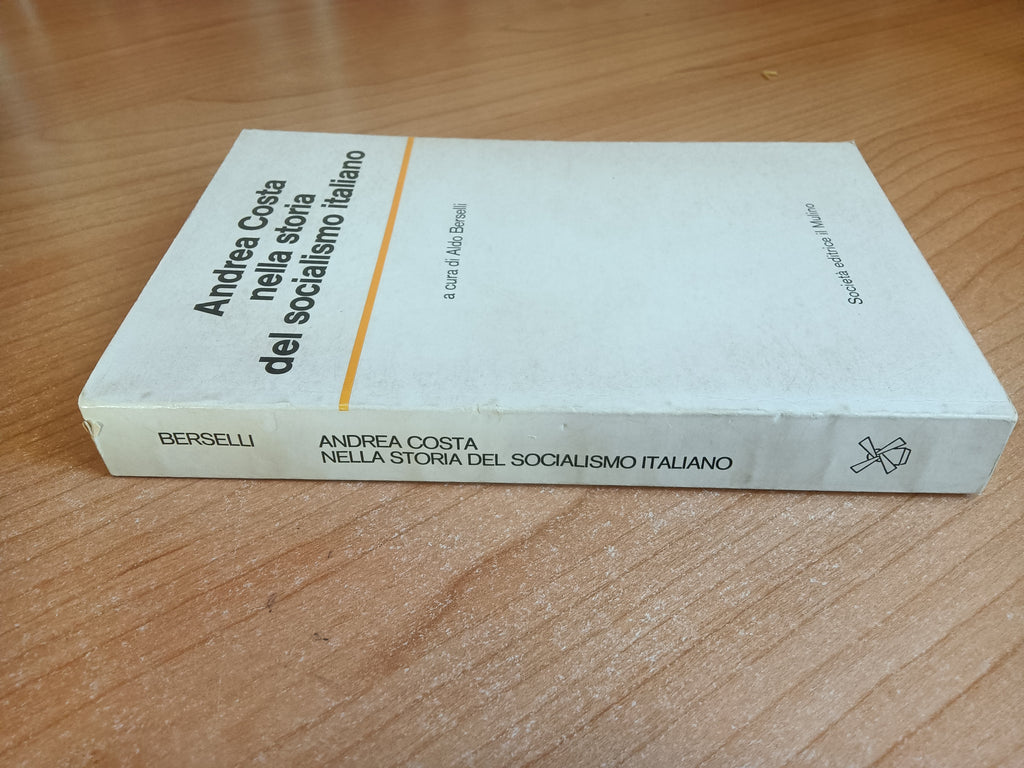 Andrea Costa
nella storia
del socialismo italiano
a cura di Aldo Berselli
Società editrice il Mulino
BERSELLI
ANDREA COSTA
NELLA STORIA DEL SOCIALISMO ITALIANO